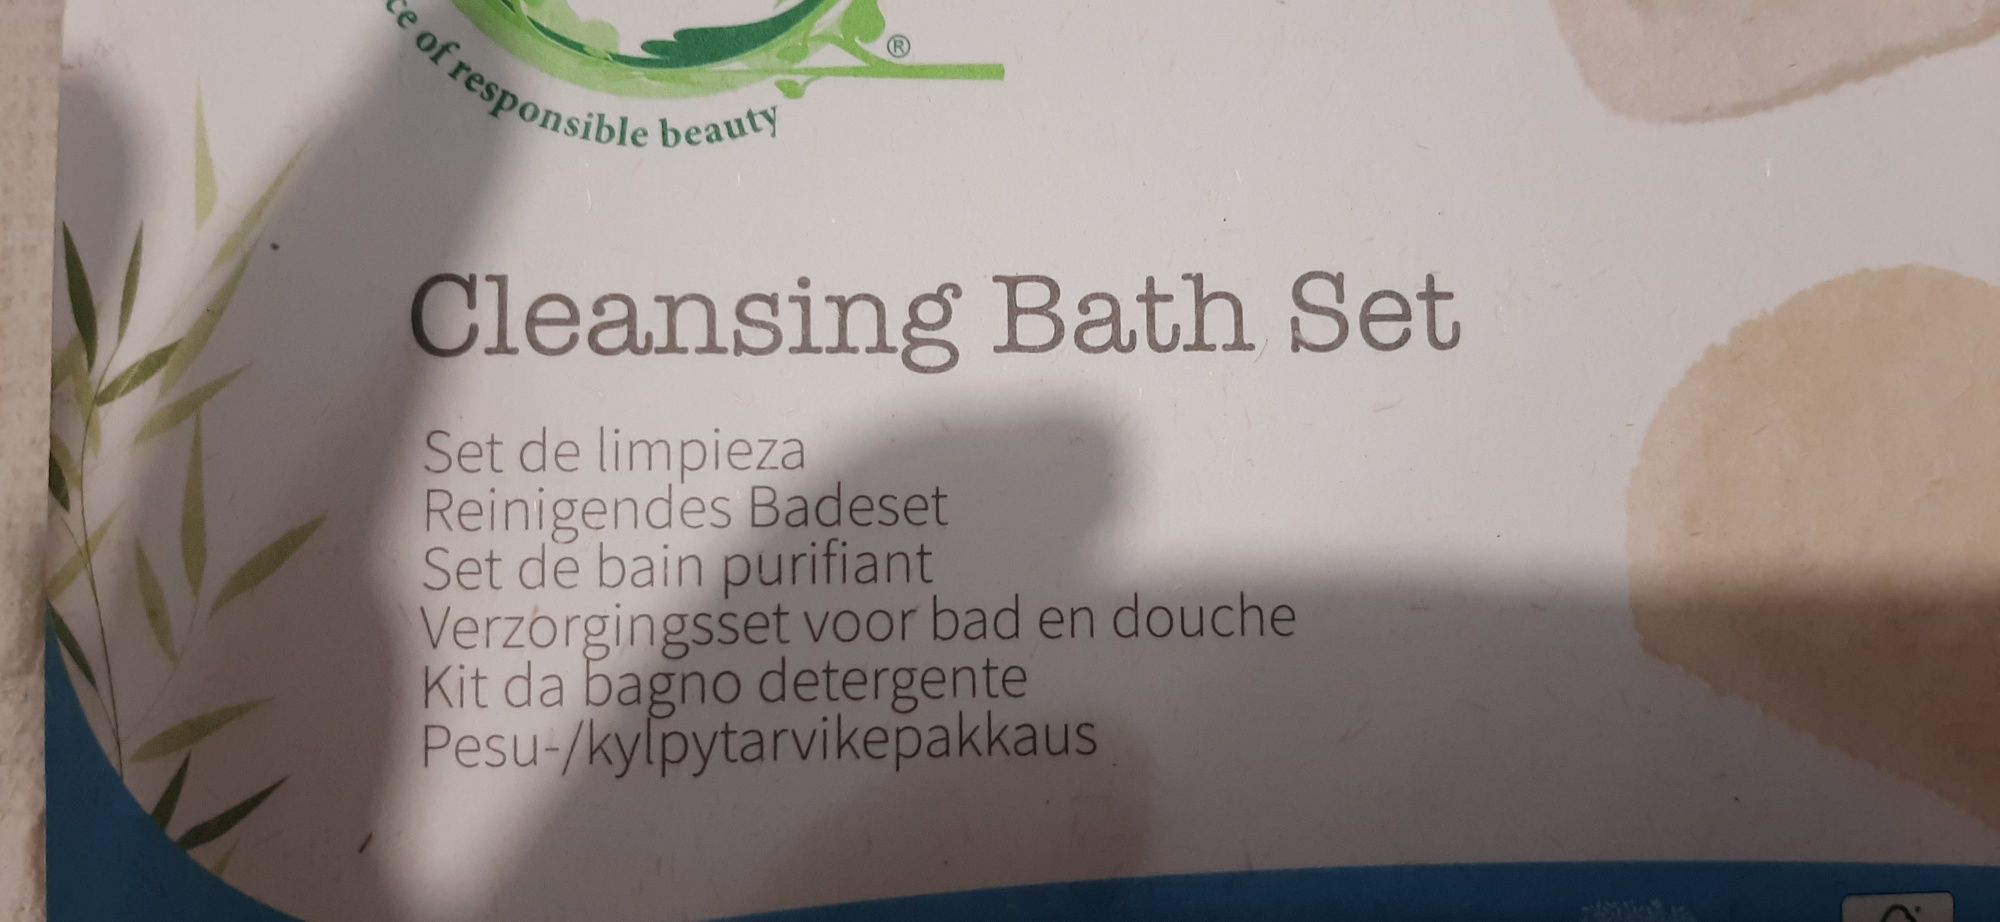 of responsible beauty
®
Cleansing Bath Set
Set de limpieza
Reinigendes Badeset
Set de bain purifiant
Verzorgingsset voor bad en douche
Kit da bagno detergente
Pesu-/kylpytarvikepakkaus